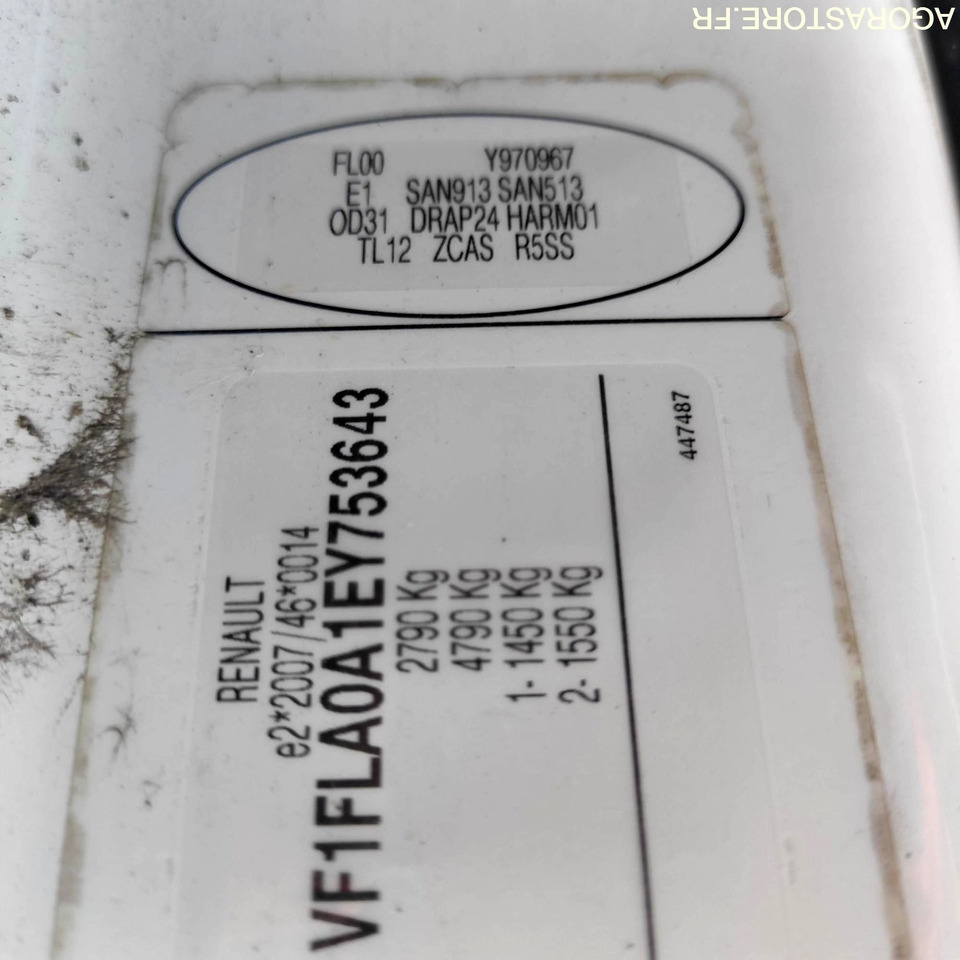 AGORASTORE.FR
FL00 Y970967
E1 SAN913 SAN513
OD31 DRAP24 HARM01
TL12 ZCAS R5SS
RENAULT
e2*2007/46*0014
VF1FLA0A1EY753643
2790 Kg
4790 Kg
1- 1450 Kg
2- 1550 Kg
447487